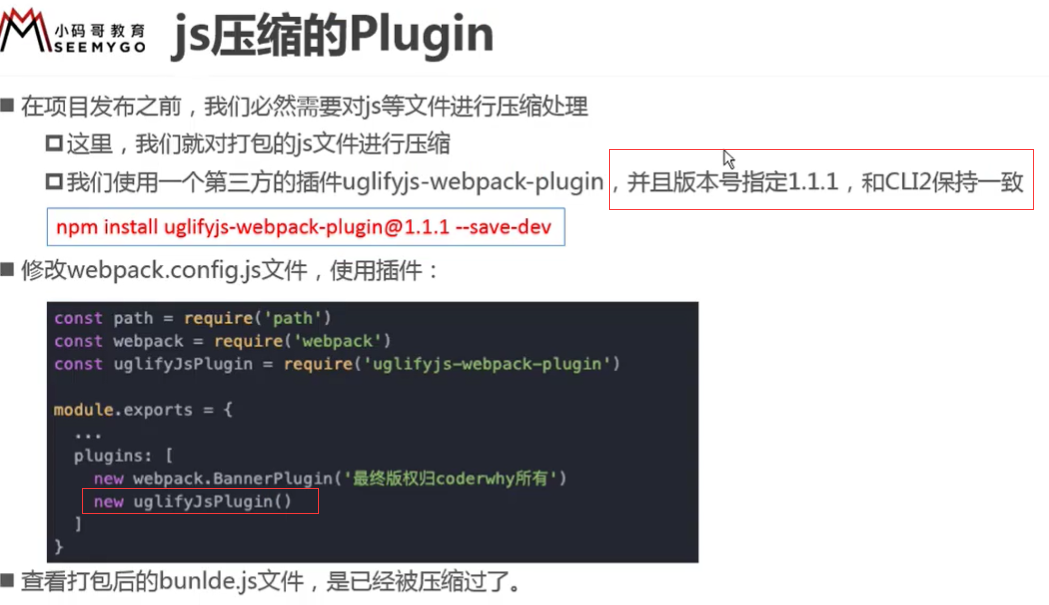 小码哥教育
SEEMYGO
js压缩的Plugin
在项目发布之前，我们必然需要对js等文件进行压缩处理
这里，我们就对打包的js文件进行压缩
我们使用一个第三方的插件uglifyjs-webpack-plugin，并且版本号指定1.1.1，和CLI2保持一致
npm install uglifyjs-webpack-plugin@1.1.1 --save-dev
修改webpack.config.js文件，使用插件：
const path = require('path')
const webpack = require('webpack')
const uglifyJsPlugin = require('uglifyjs-webpack-plugin')
module.exports = {
...
plugins: [
new webpack.BannerPlugin('最终版权归coderwhy所有')
new uglifyJsPlugin()
]
}
查看打包后的bunlde.js文件，是已经被压缩过了。